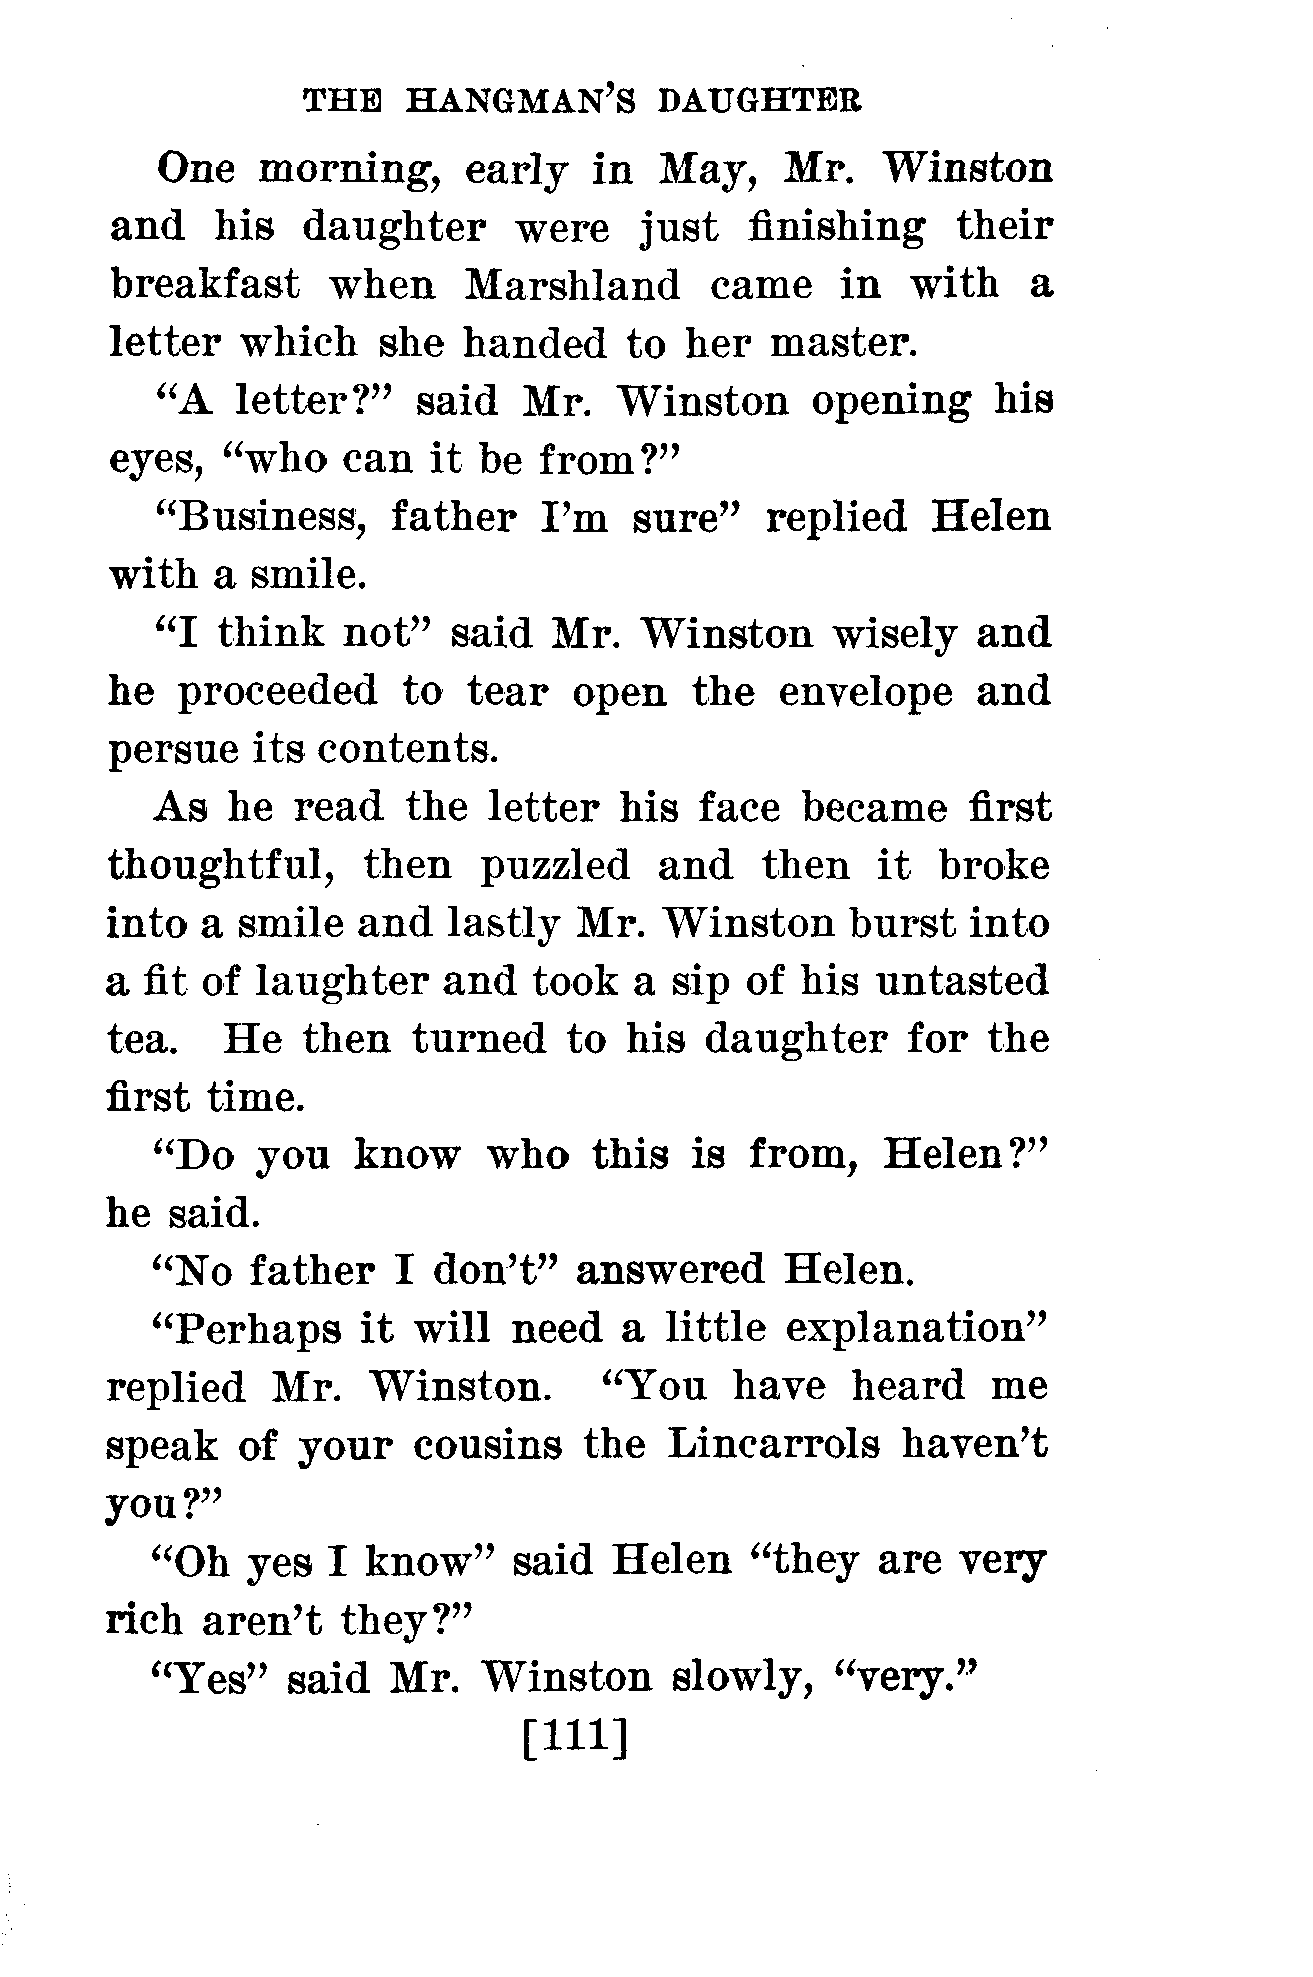 THE HANGMAN'S DAUGHTER
One morning, early in May, Mr. Winston
and his daughter were just finishing their
breakfast when Marshland came in with a
letter which she handed to her master.
“A letter?” said Mr. Winston opening his
eyes, “who can it be from?”
“Business, father I’m sure” replied Helen
with a smile.
“I think not” said Mr. Winston wisely and
he proceeded to tear open the envelope and
persue its contents.
As he read the letter his face became first
thoughtful, then puzzled and then it broke
into a smile and lastly Mr. Winston burst into
a fit of laughter and took a sip of his untasted
tea. He then turned to his daughter for the
first time.
“Do you know who this is from, Helen?”
he said.
“No father I don’t” answered Helen.
“Perhaps it will need a little explanation”
replied Mr. Winston. “You have heard me
speak of your cousins the Lincarrols haven’t
you?”
“Oh yes I know” said Helen “they are very
rich aren’t they?”
“Yes” said Mr. Winston slowly, “very.”
[111]